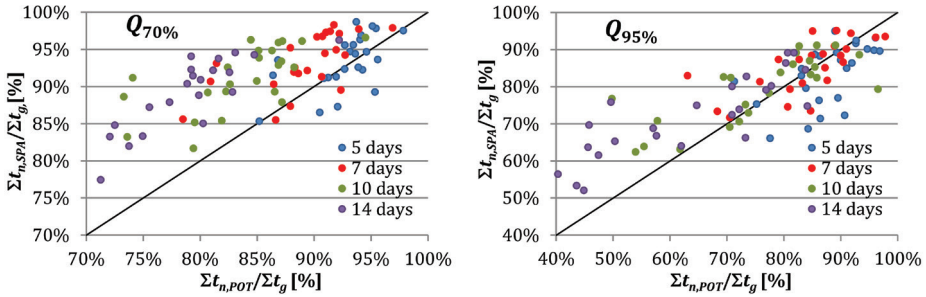 Q70%
Σtn,SPA/Σtg, [%]
100%
95%
90%
85%
80%
75%
70%
5 days
7 days
10 days
14 days
70% 75% 80% 85% 90% 95% 100%
Σtn,POT/Σtg [%]
Q95%
Σtn,SPA/Σtg [%]
100%
90%
80%
70%
60%
50%
40%
5 days
7 days
10 days
14 days
40% 50% 60% 70% 80% 90% 100%
Σtn,POT/Σtg [%]